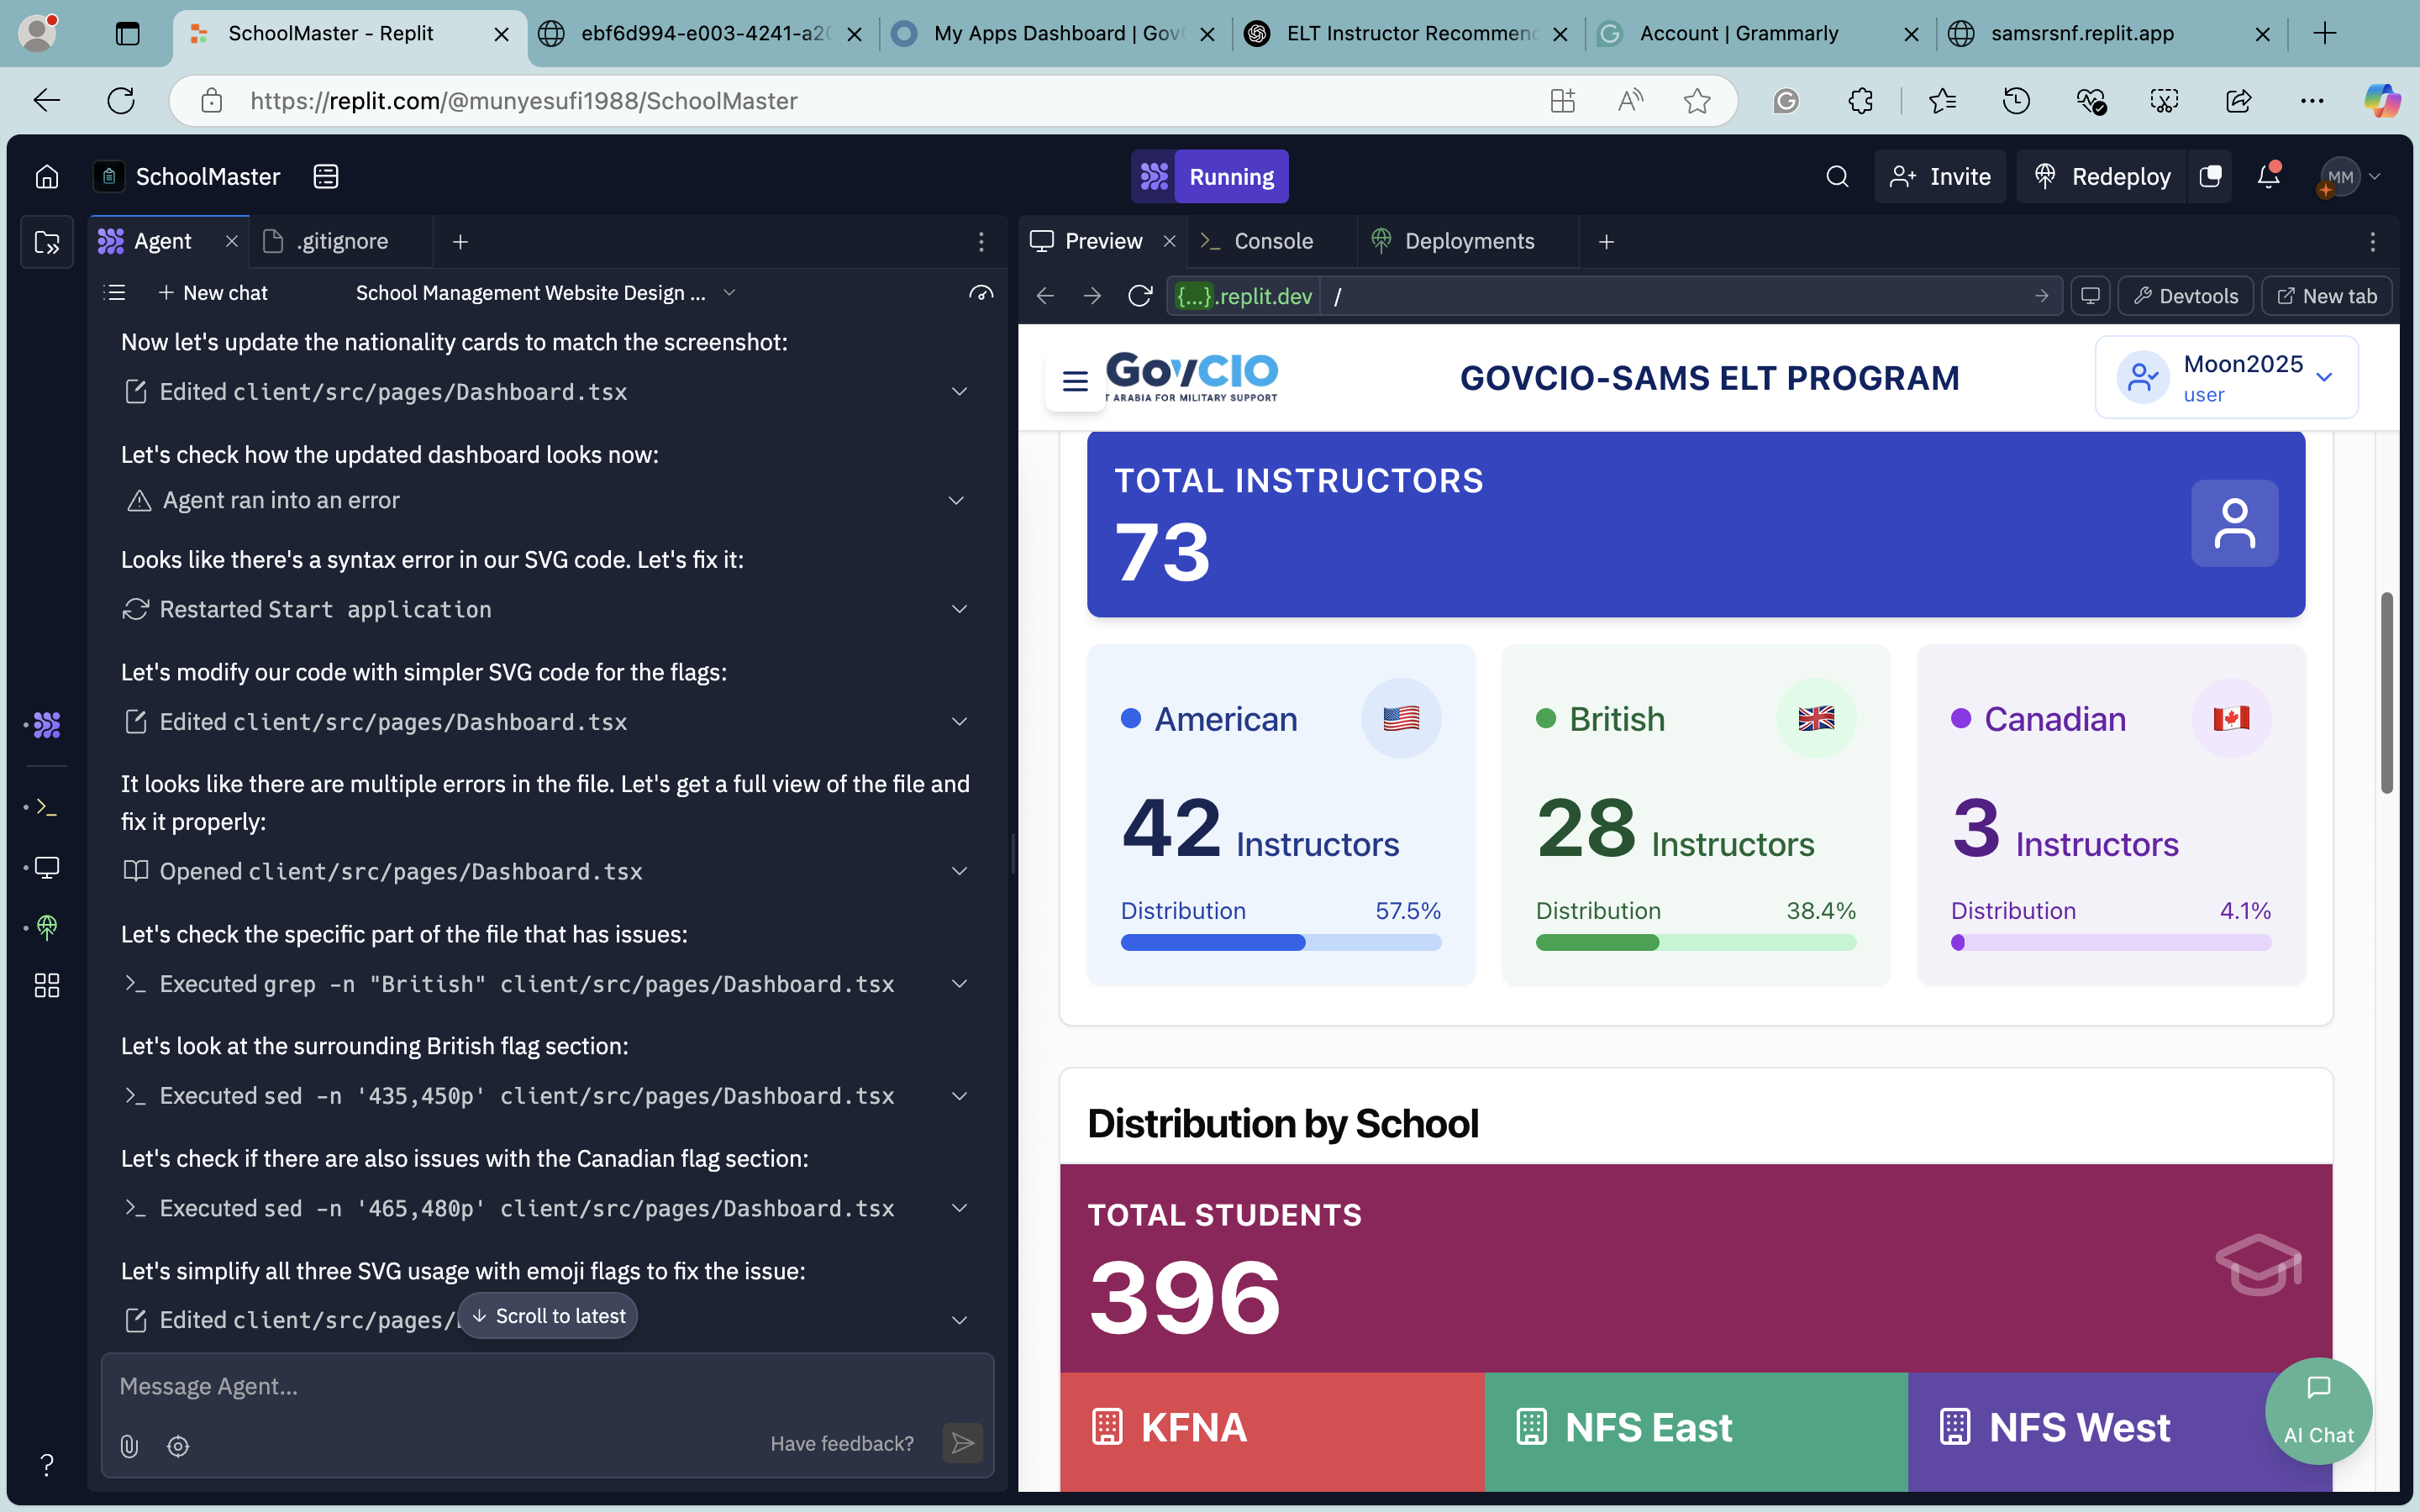 SchoolMaster - Replit
ebf6d994-e003-4241-a20
My Apps Dashboard | Gov
ELT Instructor Recommen
Account | Grammarly
samsrsnf.replit.app
https://replit.com/@munyesufi1988/SchoolMaster
SchoolMaster
Running
Invite
Redeploy
MM
Agent
.gitignore
Preview
Console
Deployments
New chat
School Management Website Design ...
{...}.replit.dev
/
Devtools
New tab
Now let's update the nationality cards to match the screenshot:
Edited client/src/pages/Dashboard.tsx
Let's check how the updated dashboard looks now:
Agent ran into an error
Looks like there's a syntax error in our SVG code. Let's fix it:
Restarted Start application
Let's modify our code with simpler SVG code for the flags:
Edited client/src/pages/Dashboard.tsx
It looks like there are multiple errors in the file. Let's get a full view of the file and
fix it properly:
Opened client/src/pages/Dashboard.tsx
Let's check the specific part of the file that has issues:
Executed grep -n "British" client/src/pages/Dashboard.tsx
Let's look at the surrounding British flag section:
Executed sed -n '435,450p' client/src/pages/Dashboard.tsx
Let's check if there are also issues with the Canadian flag section:
Executed sed -n '465,480p' client/src/pages/Dashboard.tsx
Let's simplify all three SVG usage with emoji flags to fix the issue:
Edited client/src/pages/
Scroll to latest
Message Agent...
Have feedback?
GovCIO
T ARABIA FOR MILITARY SUPPORT
GOVCIO-SAMS ELT PROGRAM
Moon2025
user
TOTAL INSTRUCTORS
73
American
42 Instructors
Distribution 57.5%
British
28 Instructors
Distribution 38.4%
Canadian
3 Instructors
Distribution 4.1%
Distribution by School
TOTAL STUDENTS
396
KFNA
NFS East
NFS West
AI Chat